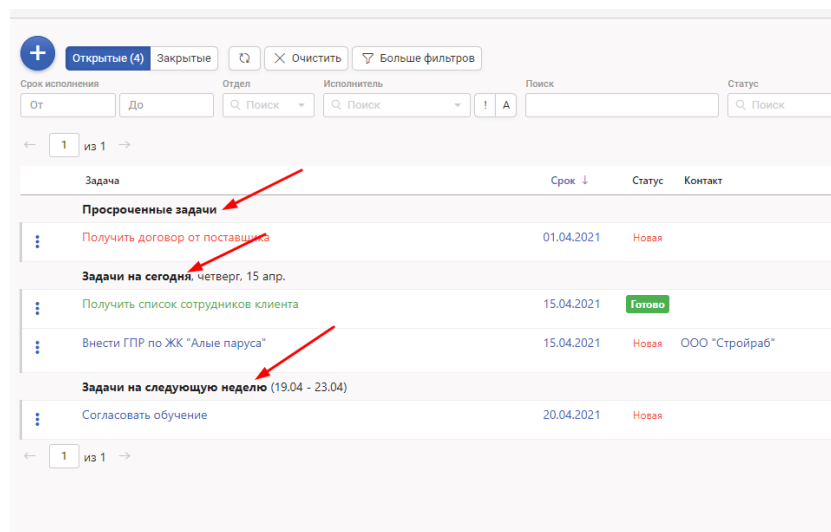 Открытые (4) Закрытые Очистить Больше фильтров
Срок исполнения Отдел Исполнитель Поиск Статус
От До Поиск Поиск ! А Поиск
← 1 из 1 →
Задача Срок ↓ Статус Контакт
Просроченные задачи
Получить договор от поставщика 01.04.2021 Новая
Задачи на сегодня, четверг, 15 апр.
Получить список сотрудников клиента 15.04.2021 Готово
Внести ГПР по ЖК "Алые паруса" 15.04.2021 Новая ООО "Стройраб"
Задачи на следующую неделю (19.04 - 23.04)
Согласовать обучение 20.04.2021 Новая
← 1 из 1 →